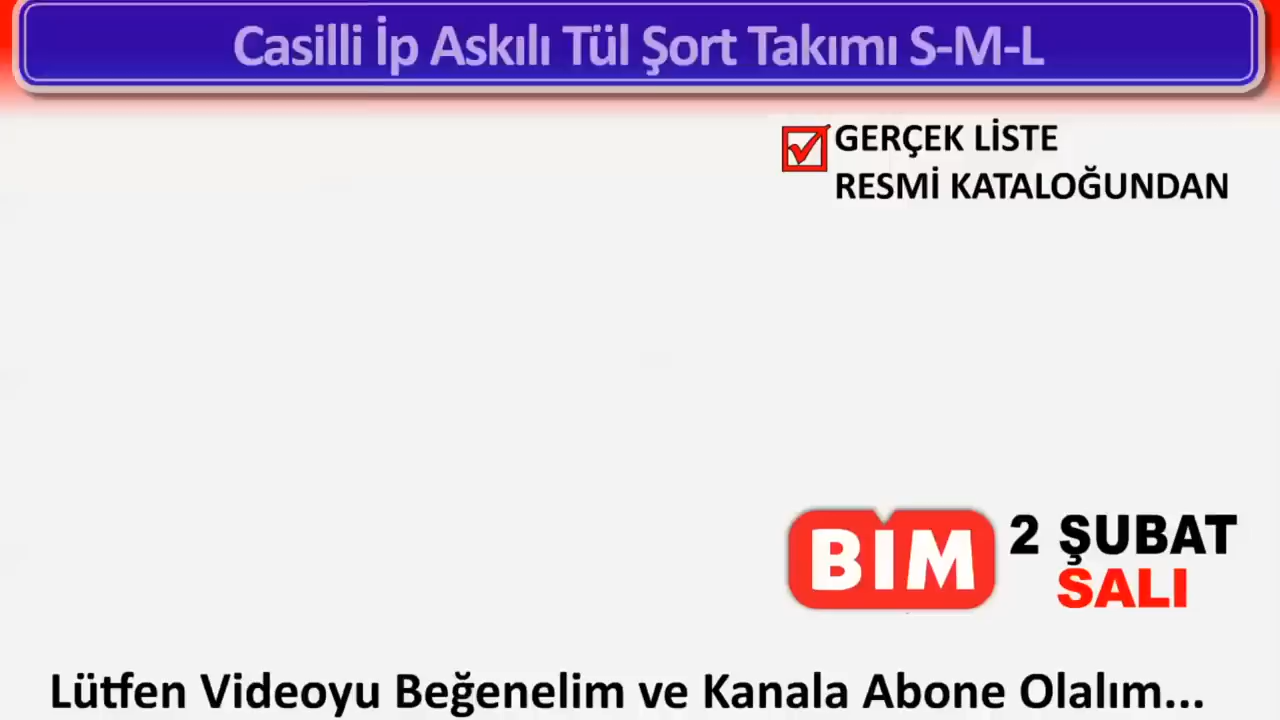 Casilli İp Askılı Tül Şort Takımı S-M-L
GERÇEK LİSTE
RESMİ KATALOĞUNDAN
BİM
2 ŞUBAT
SALI
Lütfen Videoyu Beğenelim ve Kanala Abone Olalım...